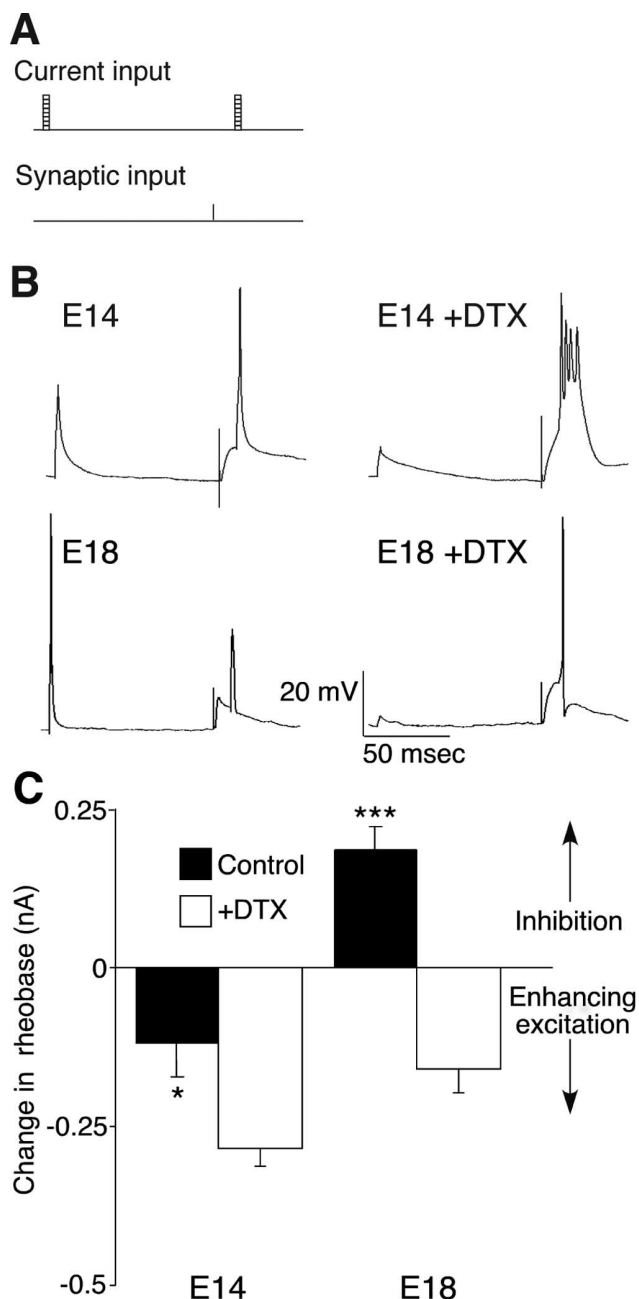 A
Current input
Synaptic input
B
E14
E14 +DTX
E18
E18 +DTX
20 mV
50 msec
C
Change in rheobase (nA)
0.25
0
-0.25
-0.5
***
*
Control
+DTX
Inhibition
Enhancing
excitation
E14
E18